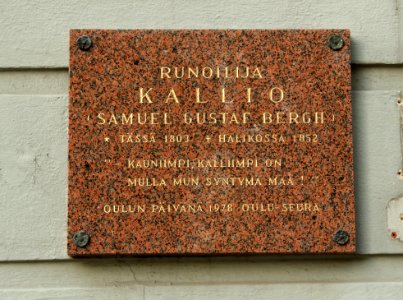 RUNOILIJA
KALLIO
(SAMUEL GUSTAF BERGH)
* TÄSSÄ 1803 + HALIKOSSA 1852
"- KAUNIIMPI, KALLIIMPI ON
MULLA MUN SYNTYMÄ MAA!
OULUN PÄIVÄNÄ 1978 OULU-SEURA